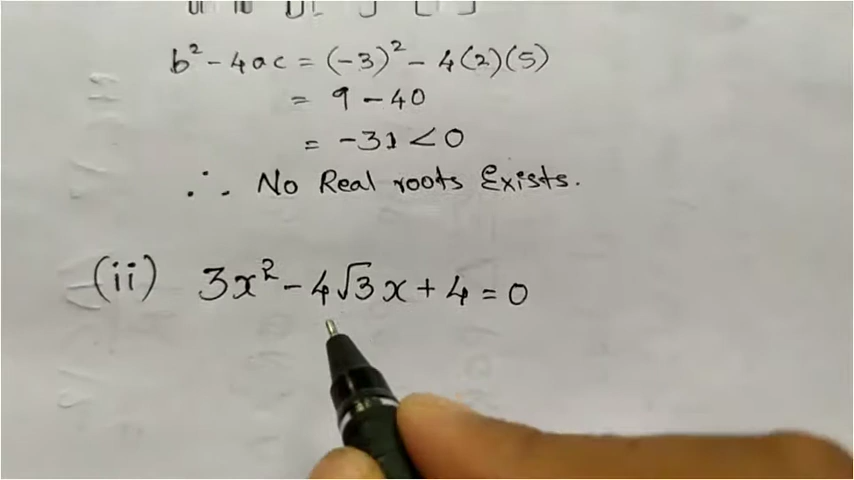 b² - 4ac = (-3)² - 4(2)(5)
= 9 - 40
= -31 < 0
∴ No Real roots Exists.
(ii) 3x² - 4√3x + 4 = 0